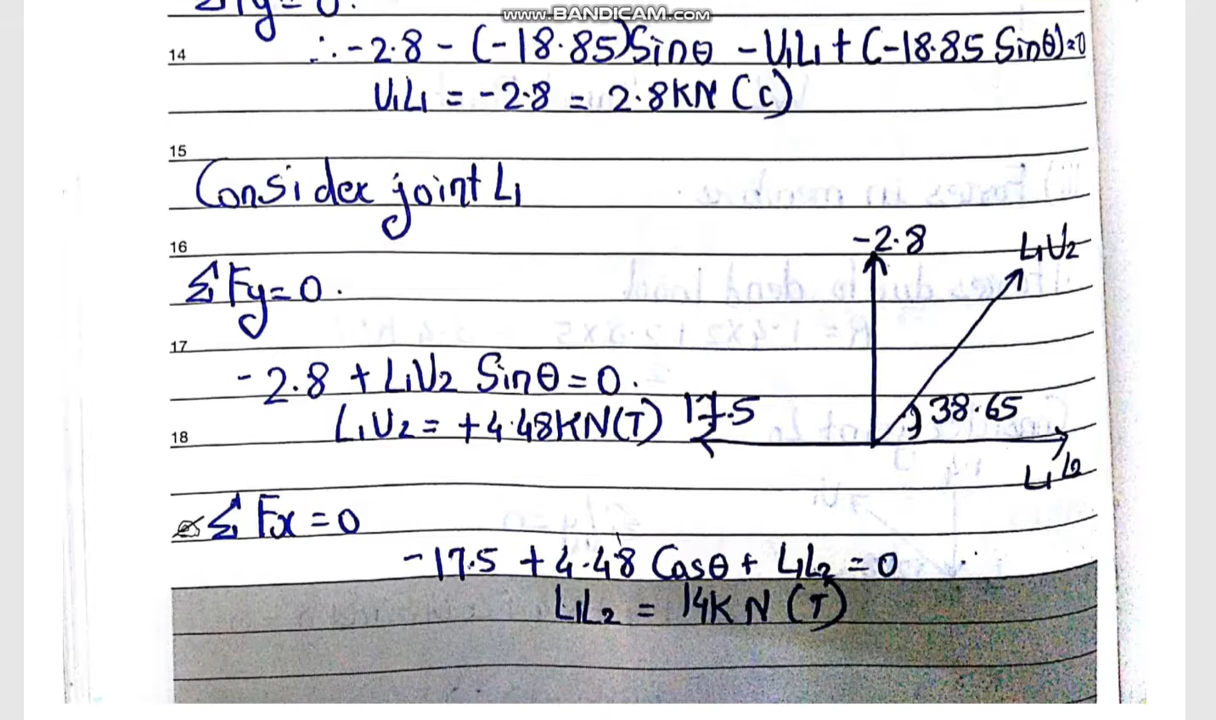 www.BANDICAM.com
ΣFy=0.
14
∴-2.8 - (-18.85)Sinθ - U₁L₁ + (-18.85 Sinθ)=0
U₁L₁ = -2.8 = 2.8KN (C)
15
Consider joint L₁
16
-2.8
L₁U₂
ΣFy=0.
17
-2.8 + L₁U₂ Sinθ=0.
38.65
17.5
18
L₁U₂ = +4.48KN(T)
L₁L₂
ΣFx=0
-17.5 + 4.48 Cosθ + L₁L₂ = 0
L₁L₂ = 14KN (T)